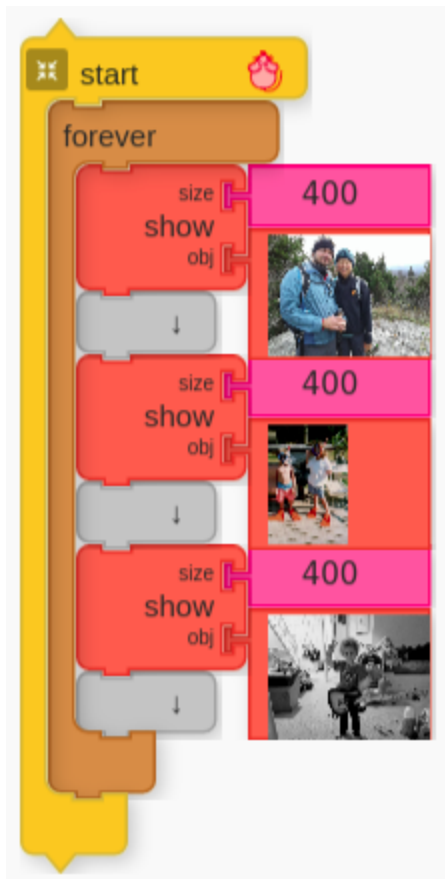 start
forever
size
400
show
obj
↓
size
400
show
obj
↓
size
400
show
obj
↓